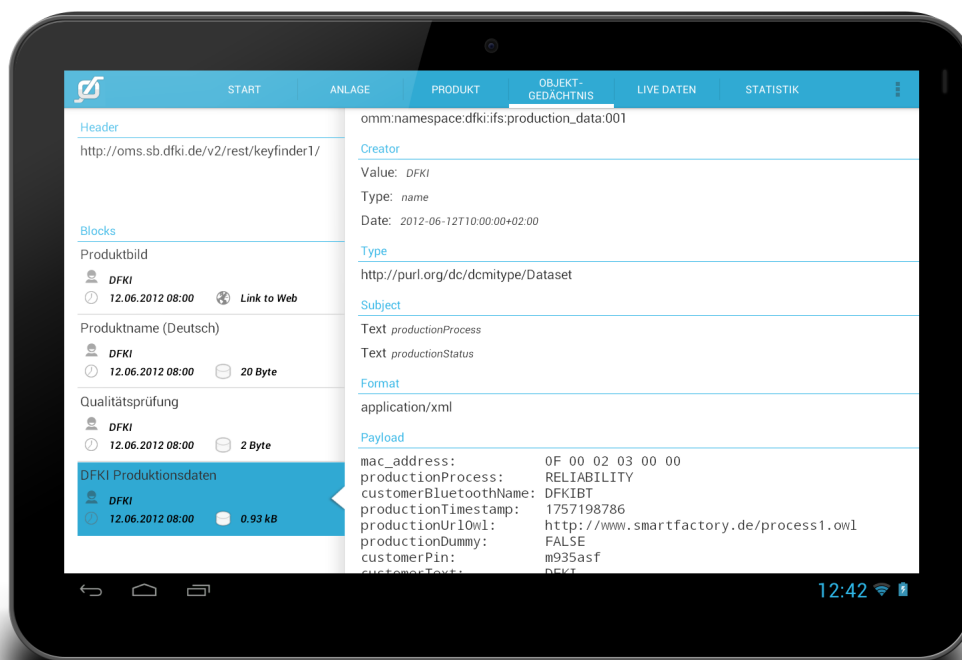 START ANLAGE PRODUKT OBJEKT-GEDÄCHTNIS LIVE DATEN STATISTIK
Header
http://oms.sb.dfki.de/v2/rest/keyfinder1/
Blocks
Produktbild
DFKI
12.06.2012 08:00 Link to Web
Produktname (Deutsch)
DFKI
12.06.2012 08:00 20 Byte
Qualitätsprüfung
DFKI
12.06.2012 08:00 2 Byte
DFKI Produktionsdaten
DFKI
12.06.2012 08:00 0.93 kB
omm:namespace:dfki:ifs:production_data:001
Creator
Value: DFKI
Type: name
Date: 2012-06-12T10:00:00+02:00
Type
http://purl.org/dc/dcmitype/Dataset
Subject
Text productionProcess
Text productionStatus
Format
application/xml
Payload
mac_address: 0F 00 02 03 00 00
productionProcess: RELIABILITY
customerBluetoothName: DFKIBT
productionTimestamp: 1757198786
productionUrlOwl: http://www.smartfactory.de/process1.owl
productionDummy: FALSE
customerPin: m935asf
customerText: DFKI
12:42